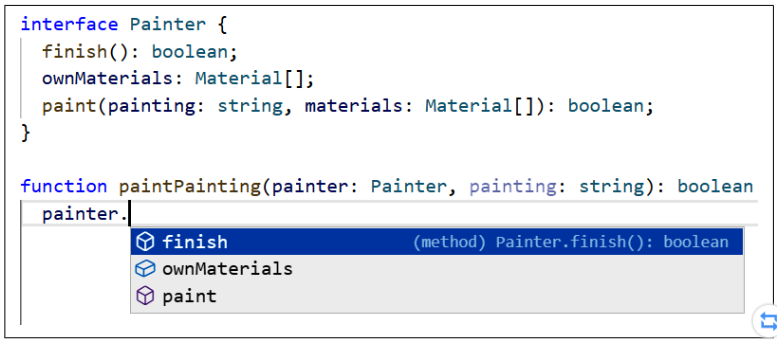 interface Painter {
finish(): boolean;
ownMaterials: Material[];
paint(painting: string, materials: Material[]): boolean;
}
function paintPainting(painter: Painter, painting: string): boolean
painter.
finish (method) Painter.finish(): boolean
ownMaterials
paint